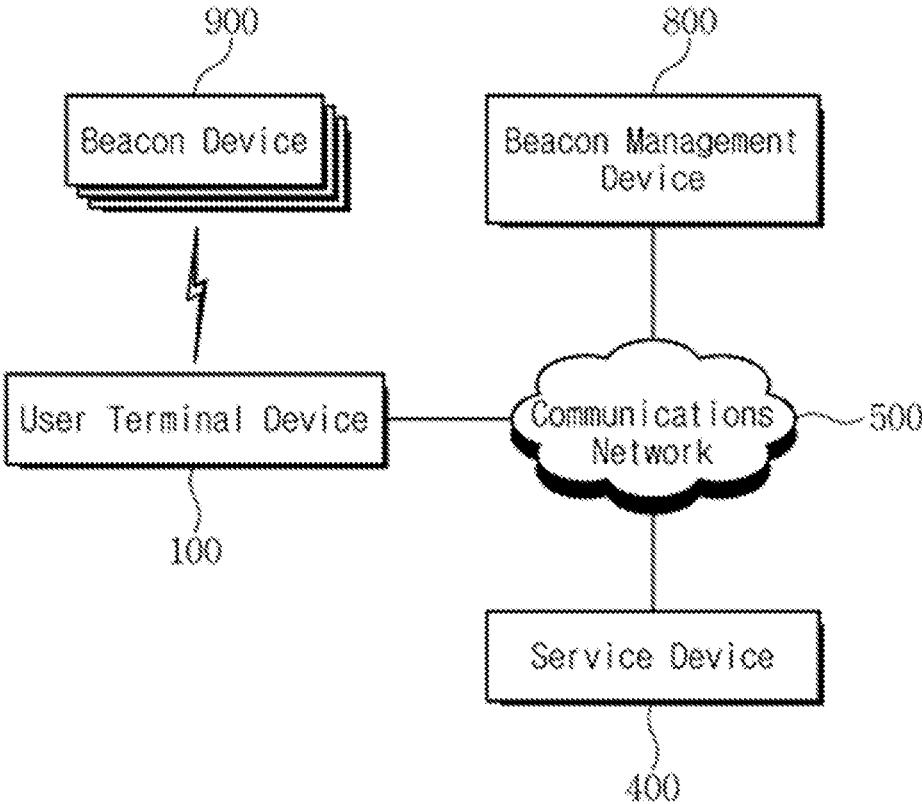 900
800
Beacon Device
Beacon Management
Device
User Terminal Device
Communications
Network
500
100
Service Device
400